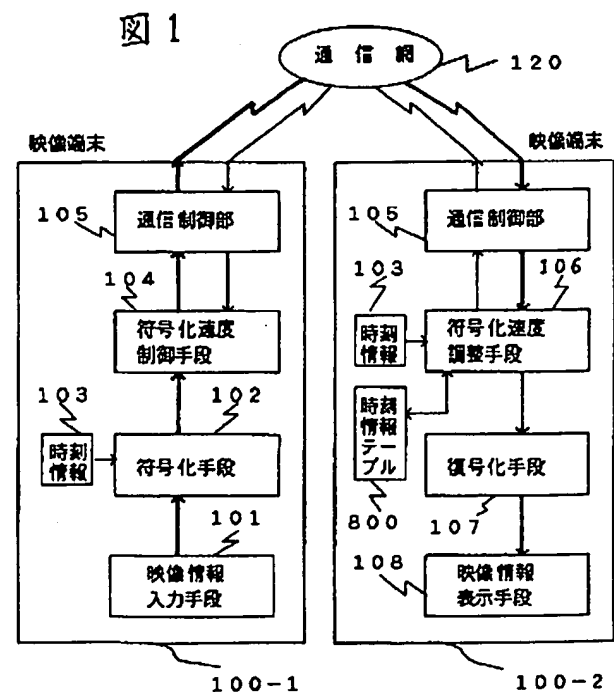 図1
通信網
120
映像端末
105
通信制御部
104
符号化速度
制御手段
103
時刻
情報
102
符号化手段
101
映像情報
入力手段
100-1
映像端末
105
通信制御部
103
時刻
情報
106
符号化速度
調整手段
時刻
情報
テー
ブル
800
復号化手段
107
108
映像情報
表示手段
100-2